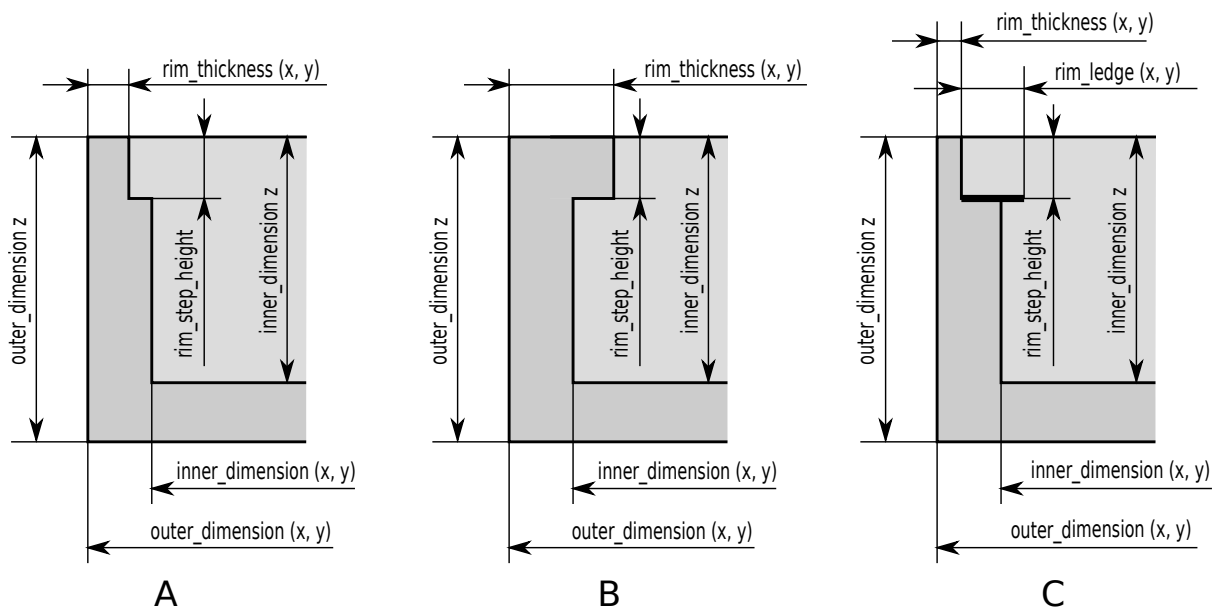 rim_thickness (x, y)
outer_dimension z
rim_step_height
inner_dimension z
inner_dimension (x, y)
outer_dimension (x, y)
A
rim_thickness (x, y)
outer_dimension z
rim_step_height
inner_dimension z
inner_dimension (x, y)
outer_dimension (x, y)
B
rim_thickness (x, y)
rim_ledge (x, y)
outer_dimension z
rim_step_height
inner_dimension z
inner_dimension (x, y)
outer_dimension (x, y)
C